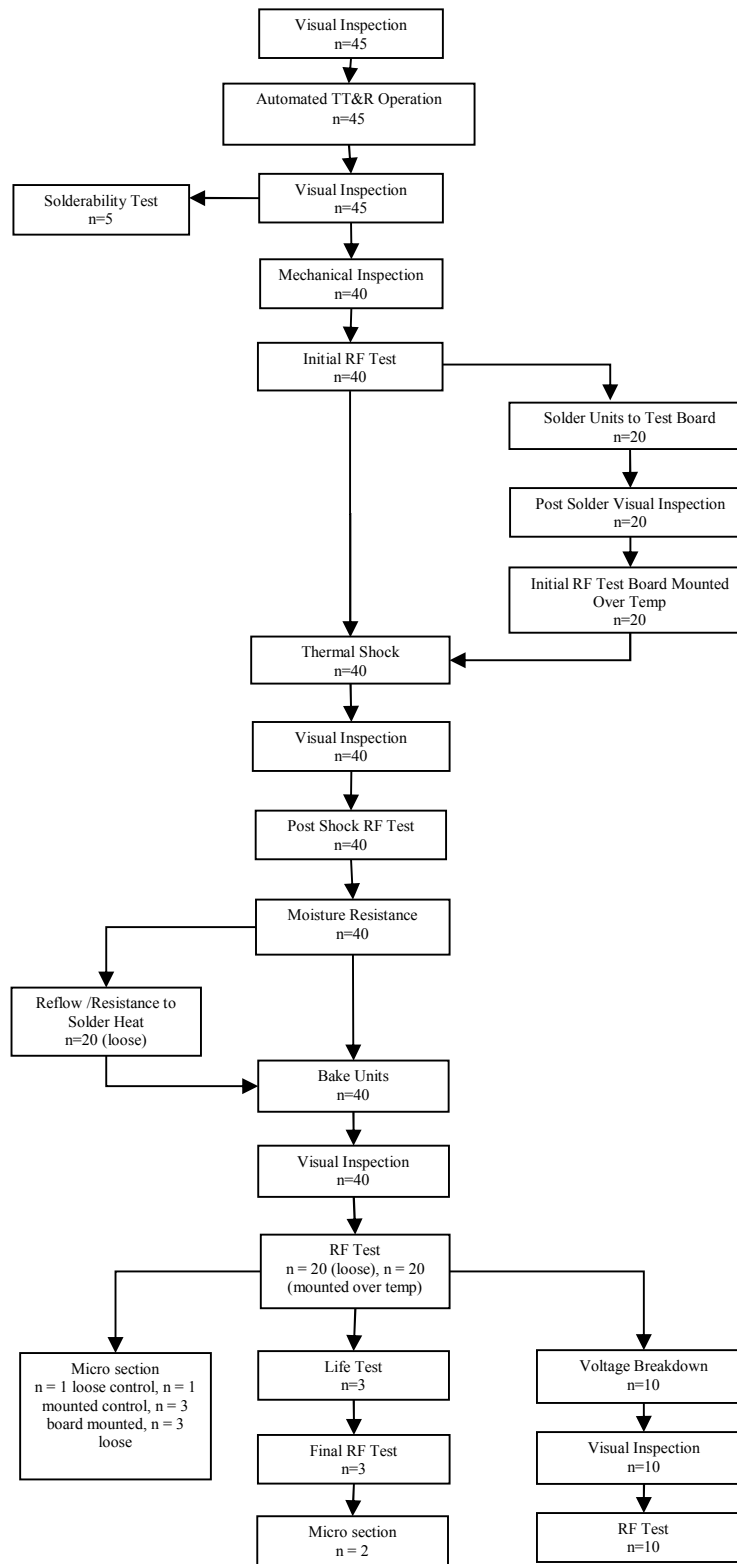 Visual Inspection
n=45
Automated TT&R Operation
n=45
Solderability Test
n=5
Visual Inspection
n=45
Mechanical Inspection
n=40
Initial RF Test
n=40
Solder Units to Test Board
n=20
Post Solder Visual Inspection
n=20
Initial RF Test Board Mounted
Over Temp
n=20
Thermal Shock
n=40
Visual Inspection
n=40
Post Shock RF Test
n=40
Moisture Resistance
n=40
Reflow /Resistance to
Solder Heat
n=20 (loose)
Bake Units
n=40
Visual Inspection
n=40
RF Test
n = 20 (loose), n = 20
(mounted over temp)
Micro section
n = 1 loose control, n = 1
mounted control, n = 3
board mounted, n = 3
loose
Life Test
n=3
Voltage Breakdown
n=10
Final RF Test
n=3
Visual Inspection
n=10
Micro section
n = 2
RF Test
n=10